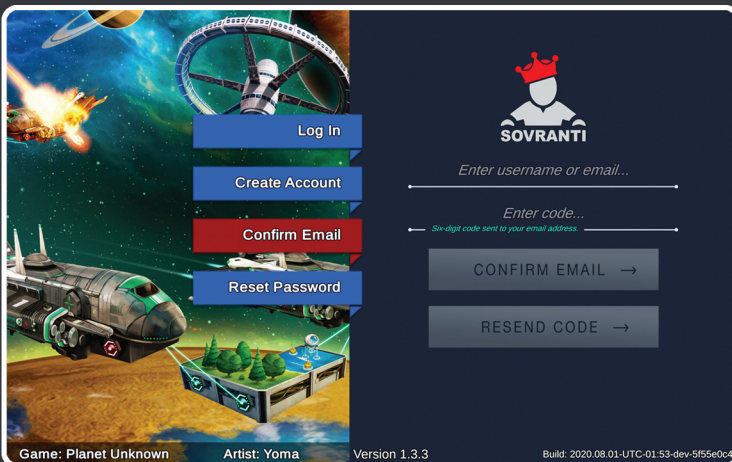 Log In
Create Account
Confirm Email
Reset Password
SOVRANTI
Enter username or email...
Enter code...
Six-digit code sent to your email address.
CONFIRM EMAIL →
RESEND CODE →
Game: Planet Unknown
Artist: Yoma
Version 1.3.3
Build: 2020.08.01-UTC-01:53-dev-5f55e0c4